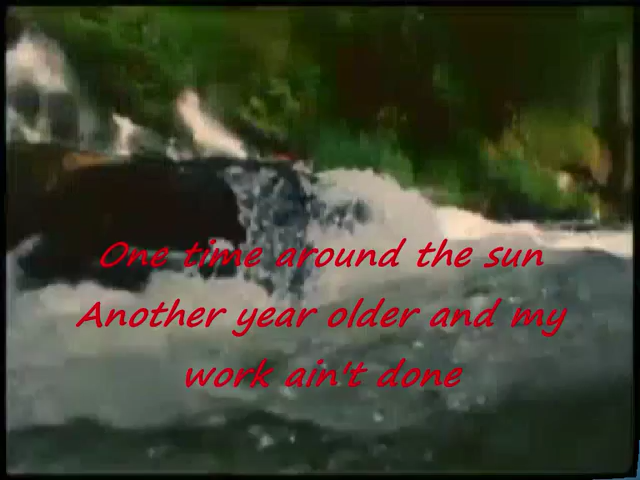 One time around the sun
Another year older and my
work ain't done